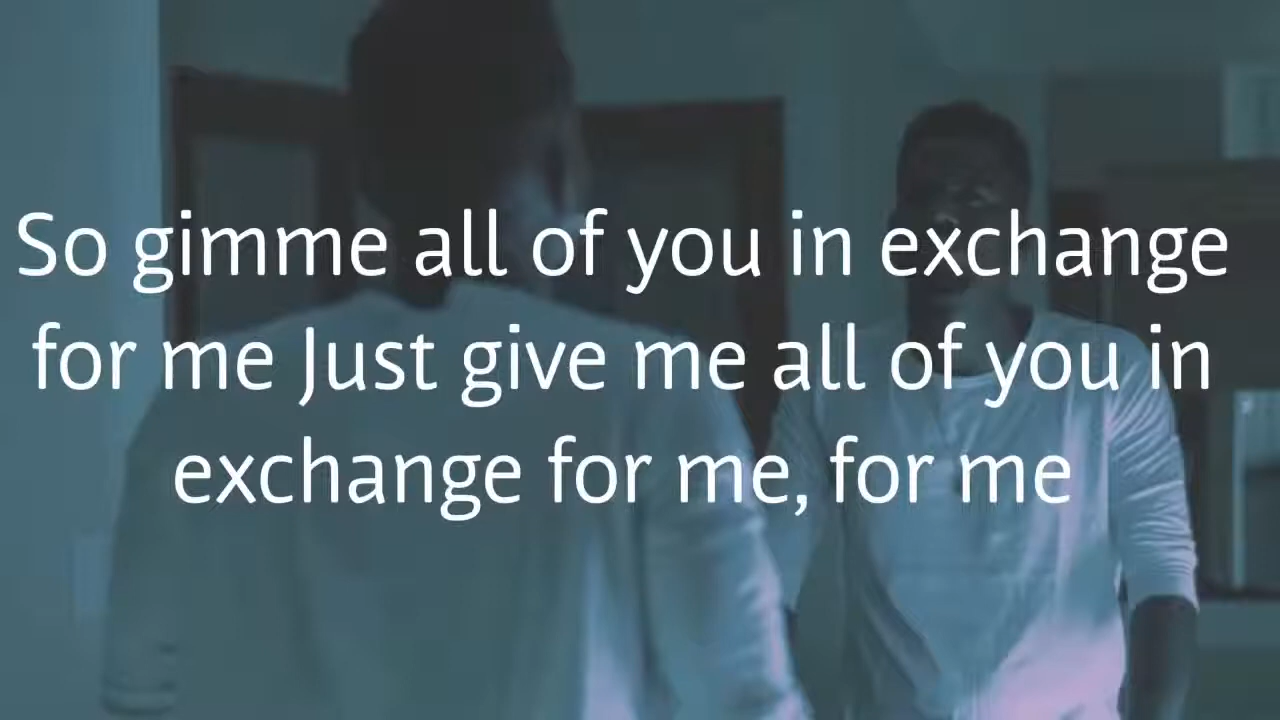 So gimme all of you in exchange
for me Just give me all of you in
exchange for me, for me